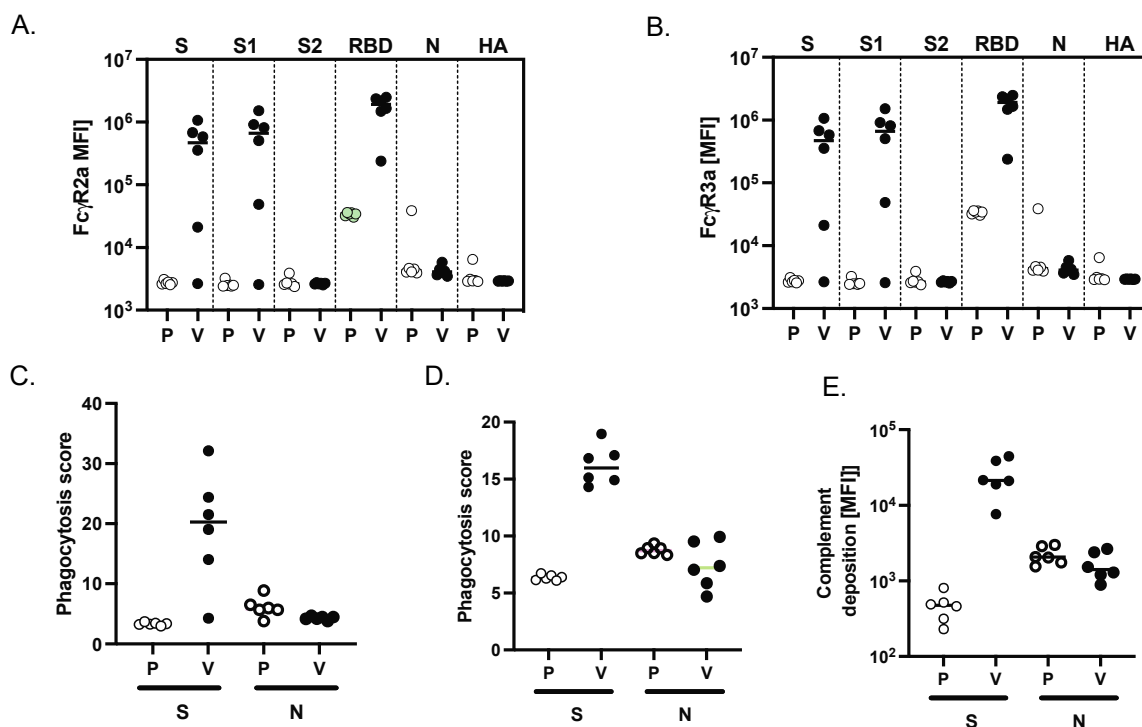 A.
S S1 S2 RBD N HA
FcγR2a MFI]
10⁷
10⁶
10⁵
10⁴
10³
P V P V P V P V P V P V
B.
S S1 S2 RBD N HA
FcγR3a [MFI]
10⁷
10⁶
10⁵
10⁴
10³
P V P V P V P V P V P V
C.
Phagocytosis score
40
30
20
10
0
P V P V
S N
D.
Phagocytosis score
20
15
10
5
0
P V P V
S N
E.
Complement
deposition [MFI]]
10⁵
10⁴
10³
10²
P V P V
S N